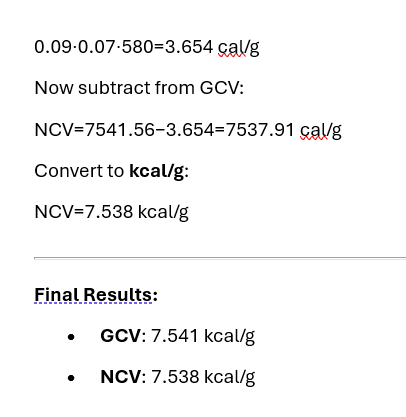 0.09·0.07·580=3.654 cal/g
Now subtract from GCV:
NCV=7541.56−3.654=7537.91 cal/g
Convert to kcal/g:
NCV=7.538 kcal/g
Final Results:
• GCV: 7.541 kcal/g
• NCV: 7.538 kcal/g